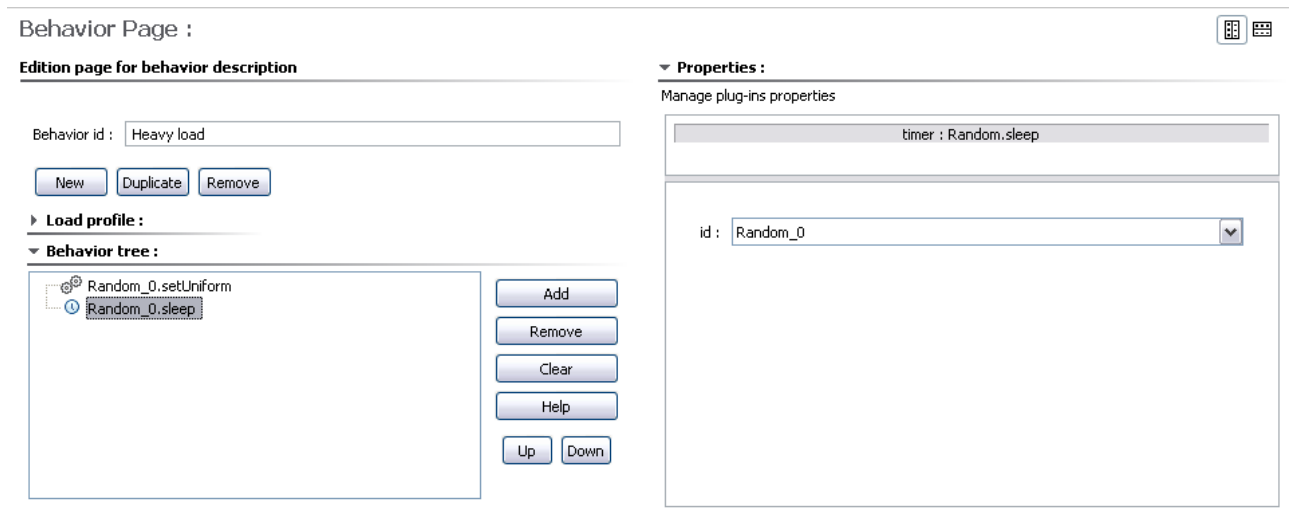 Behavior Page :
Edition page for behavior description
Behavior id : Heavy load
New Duplicate Remove
Load profile :
Behavior tree :
Random_0.setUniform
Random_0.sleep
Add
Remove
Clear
Help
Up Down
Properties :
Manage plug-ins properties
timer : Random.sleep
id : Random_0